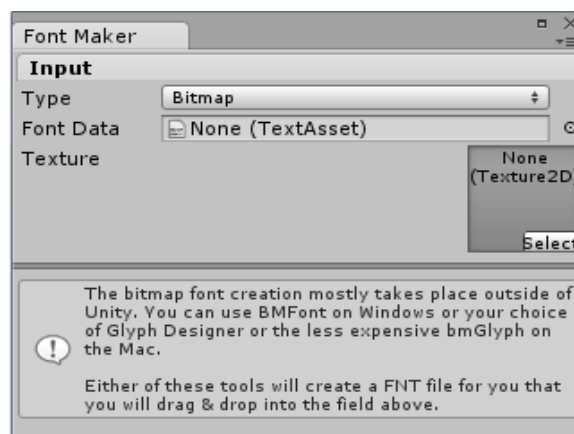 Font Maker
Input
Type Bitmap
Font Data None (TextAsset)
Texture None
(Texture2D)
Select
The bitmap font creation mostly takes place outside of
Unity. You can use BMFont on Windows or your choice
of Glyph Designer or the less expensive bmGlyph on
the Mac.
Either of these tools will create a FNT file for you that
you will drag & drop into the field above.